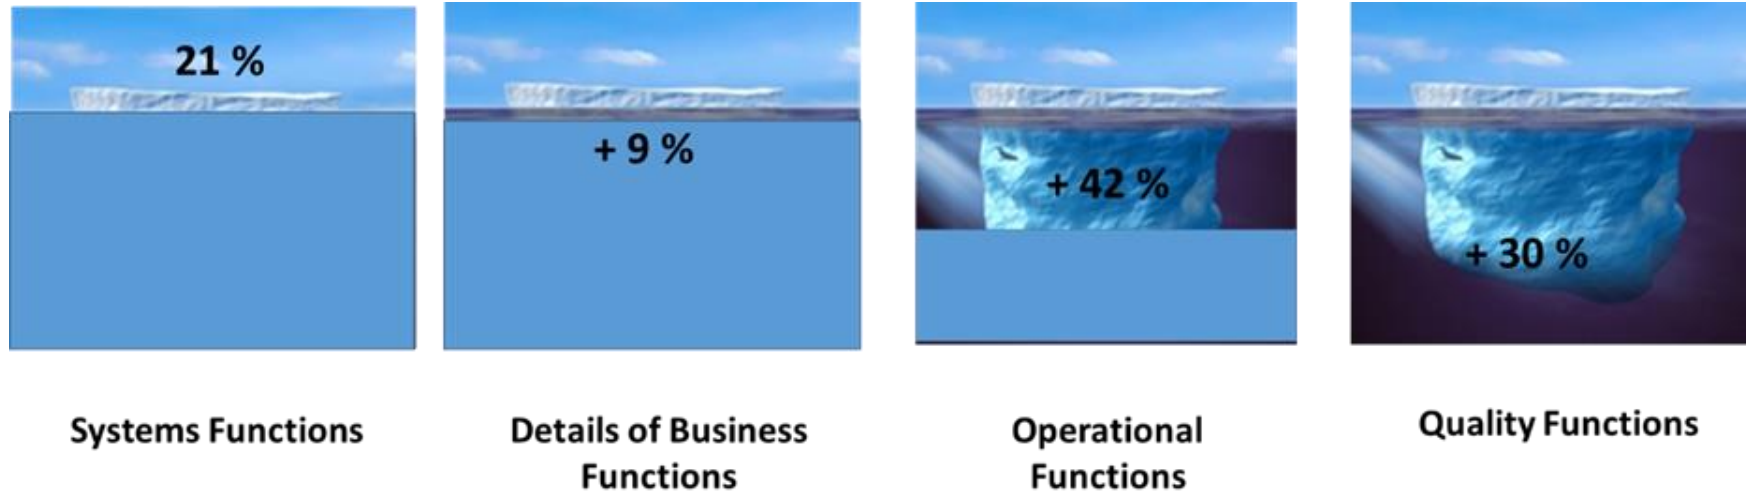 21 %
+ 9 %
+ 42 %
+ 30 %
Systems Functions
Details of Business
Functions
Operational
Functions
Quality Functions